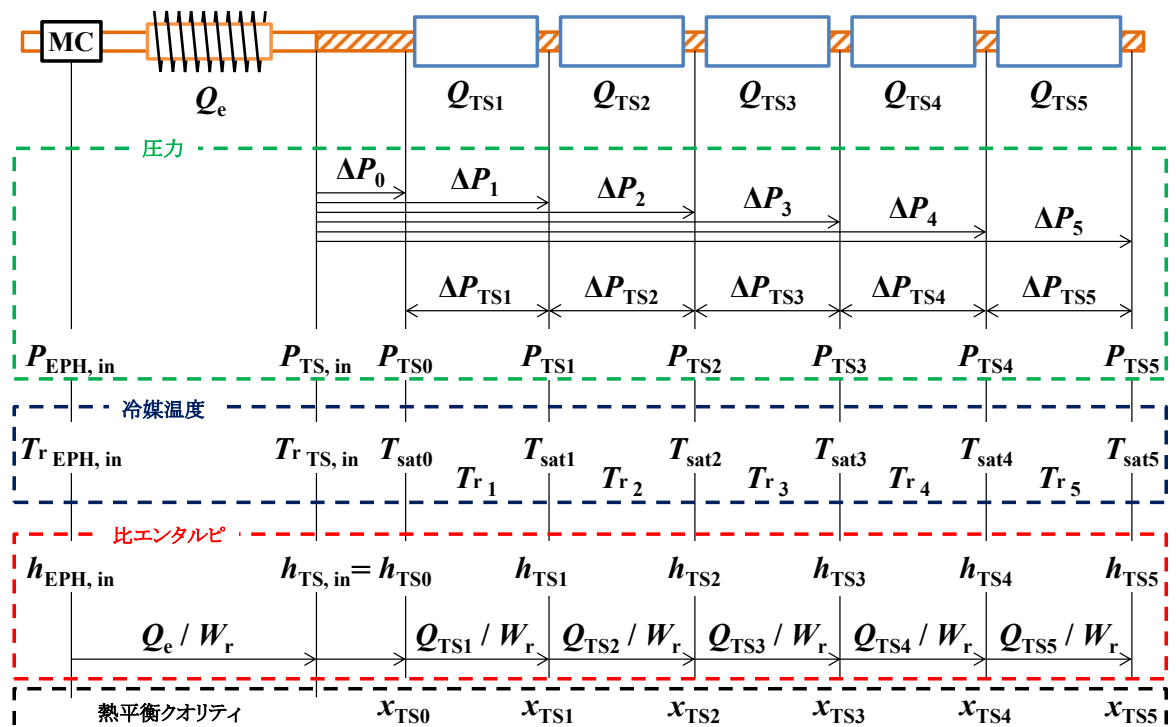 MC
Qe
QTS1 QTS2 QTS3 QTS4 QTS5
圧力
ΔP0 ΔP1 ΔP2 ΔP3 ΔP4 ΔP5
ΔPTS1 ΔPTS2 ΔPTS3 ΔPTS4 ΔPTS5
PEPH, in PTS, in PTS0 PTS1 PTS2 PTS3 PTS4 PTS5
冷媒温度
Tr EPH, in Tr TS, in Tsat0 Tsat1 Tsat2 Tsat3 Tsat4 Tsat5
Tr 1 Tr 2 Tr 3 Tr 4 Tr 5
比エンタルピ
hEPH, in hTS, in = hTS0 hTS1 hTS2 hTS3 hTS4 hTS5
Qe / Wr QTS1 / Wr QTS2 / Wr QTS3 / Wr QTS4 / Wr QTS5 / Wr
熱平衡クオリティ xTS0 xTS1 xTS2 xTS3 xTS4 xTS5